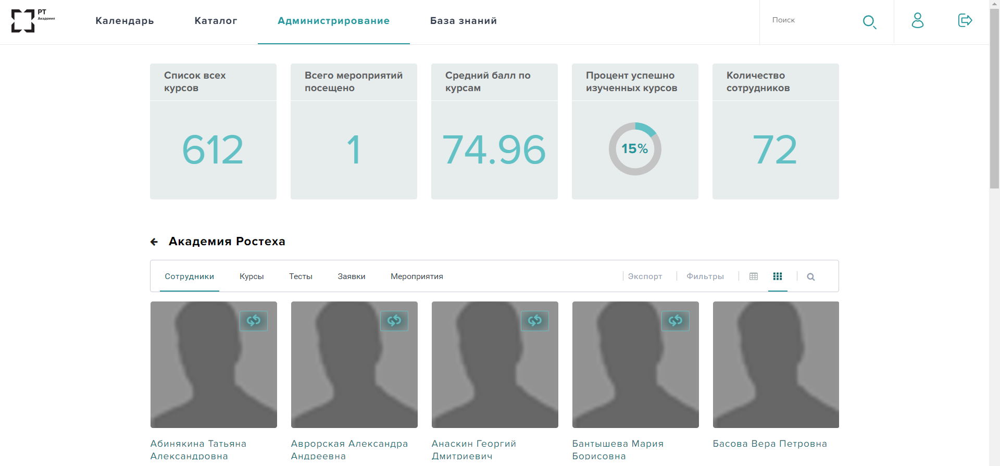 РТ
Академия
Календарь
Каталог
Администрирование
База знаний
Поиск
Список всех
курсов
Всего мероприятий
посещено
Средний балл по
курсам
Процент успешно
изученных курсов
Количество
сотрудников
612
1
74.96
15%
72
Академия Ростеха
Сотрудники
Курсы
Тесты
Заявки
Мероприятия
Экспорт
Фильтры
Абинякина Татьяна
Александровна
Аврорская Александра
Андреевна
Анаскин Георгий
Дмитриевич
Бантышева Мария
Борисовна
Басова Вера Петровна